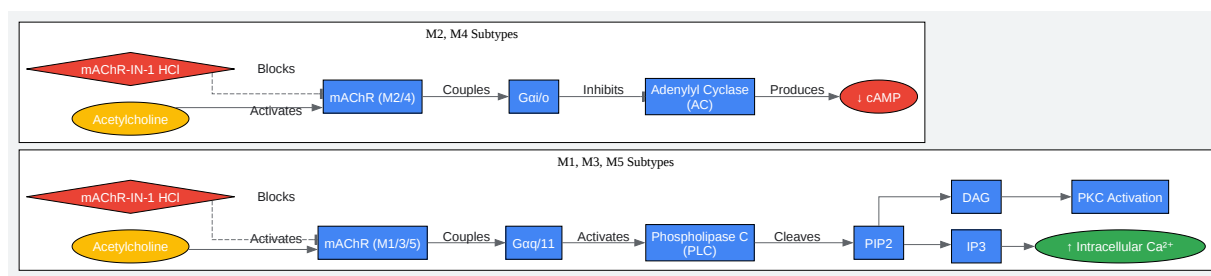 M2, M4 Subtypes
mAChR-IN-1 HCl
Blocks
Acetylcholine
Activates
mAChR (M2/4)
Couples
Gαi/o
Inhibits
Adenylyl Cyclase
(AC)
Produces
↓ cAMP
M1, M3, M5 Subtypes
mAChR-IN-1 HCl
Blocks
Acetylcholine
Activates
mAChR (M1/3/5)
Couples
Gαq/11
Activates
Phospholipase C
(PLC)
Cleaves
PIP2
DAG
PKC Activation
IP3
↑ Intracellular Ca²⁺